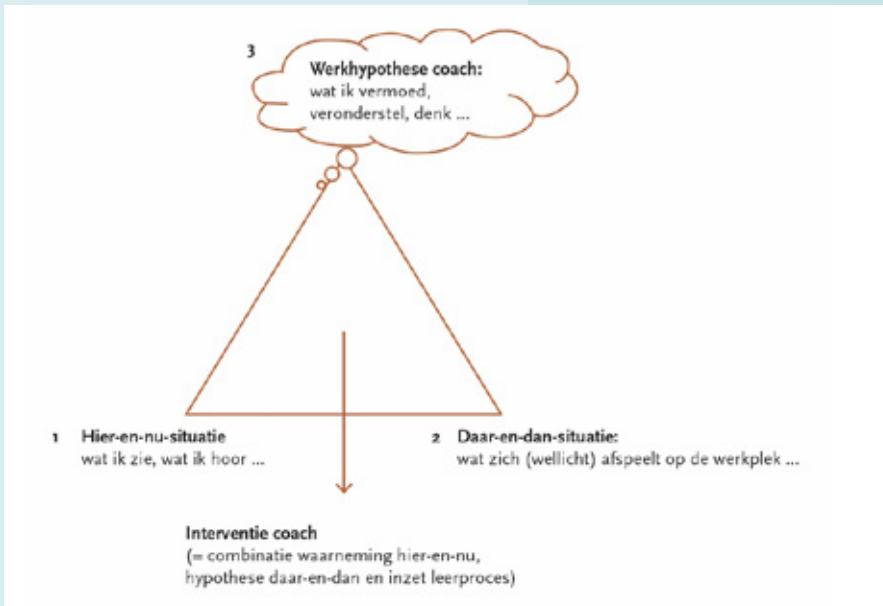 3
Werkhypothese coach:
wat ik vermoed,
veronderstel, denk ...
1 Hier-en-nu-situatie
wat ik zie, wat ik hoor ...
2 Daar-en-dan-situatie:
wat zich (wellicht) afspeelt op de werkplek ...
Interventie coach
(= combinatie waarneming hier-en-nu,
hypothese daar-en-dan en inzet leerproces)